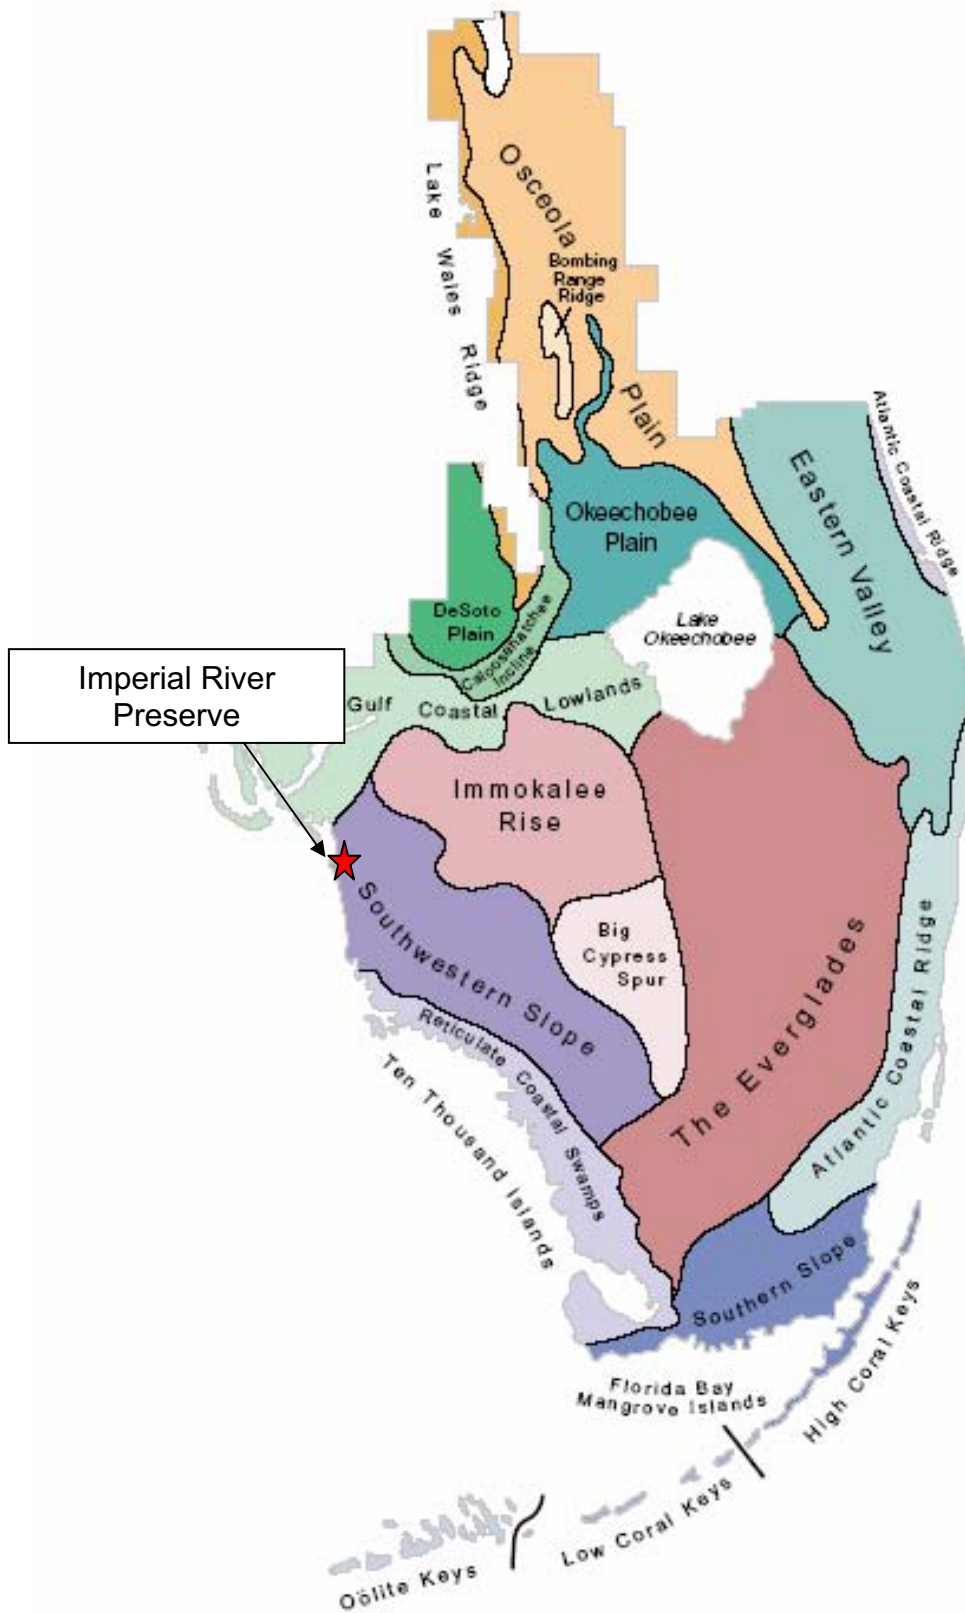 Lake Wales Ridge
Osceola
Bombing
Range
Ridge
Plain
Atlantic Coastal Ridge
Eastern Valley
Okeechobee
Plain
DeSoto
Plain
Caloosahatchee
Incline
Lake
Okeechobee
Imperial River
Preserve
Gulf Coastal Lowlands
Immokalee
Rise
Southwestern Slope
Big
Cypress
Spur
The Everglades
Atlantic Coastal Ridge
Reticulate Coastal Swamps
Ten Thousand Islands
Southern Slope
Florida Bay
Mangrove Islands
High Coral Keys
Low Coral Keys
Oölite Keys